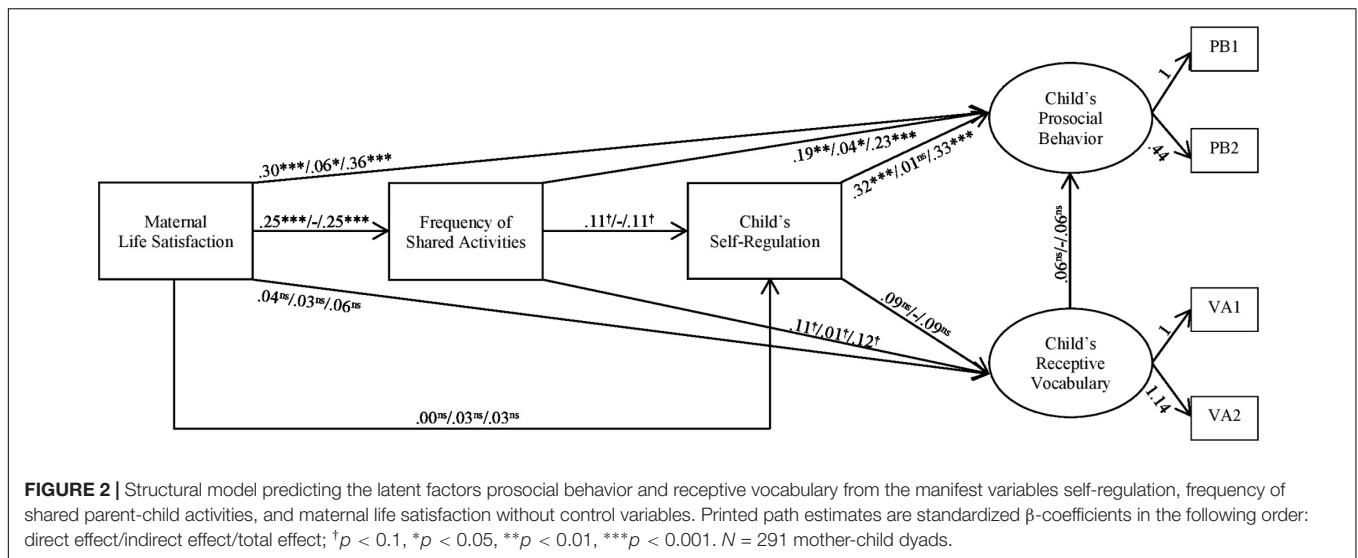 PB1
Child's
Prosocial
Behavior
1
PB2
.44
.30***/.06*/.36***
.19**/.04*/.23***
.32***/.01ns/.33***
Maternal
Life Satisfaction
.25***/-/.25***
Frequency of
Shared Activities
.11†/-/.11†
Child's
Self-Regulation
.06ns/-/.06ns
.04ns/.03ns/.06ns
.11†/.01†/.12†
.09ns/-/.09ns
VA1
1
Child's
Receptive
Vocabulary
1.14
VA2
.00ns/.03ns/.03ns
FIGURE 2 | Structural model predicting the latent factors prosocial behavior and receptive vocabulary from the manifest variables self-regulation, frequency of
shared parent-child activities, and maternal life satisfaction without control variables. Printed path estimates are standardized β-coefficients in the following order:
direct effect/indirect effect/total effect; †p < 0.1, *p < 0.05, **p < 0.01, ***p < 0.001. N = 291 mother-child dyads.